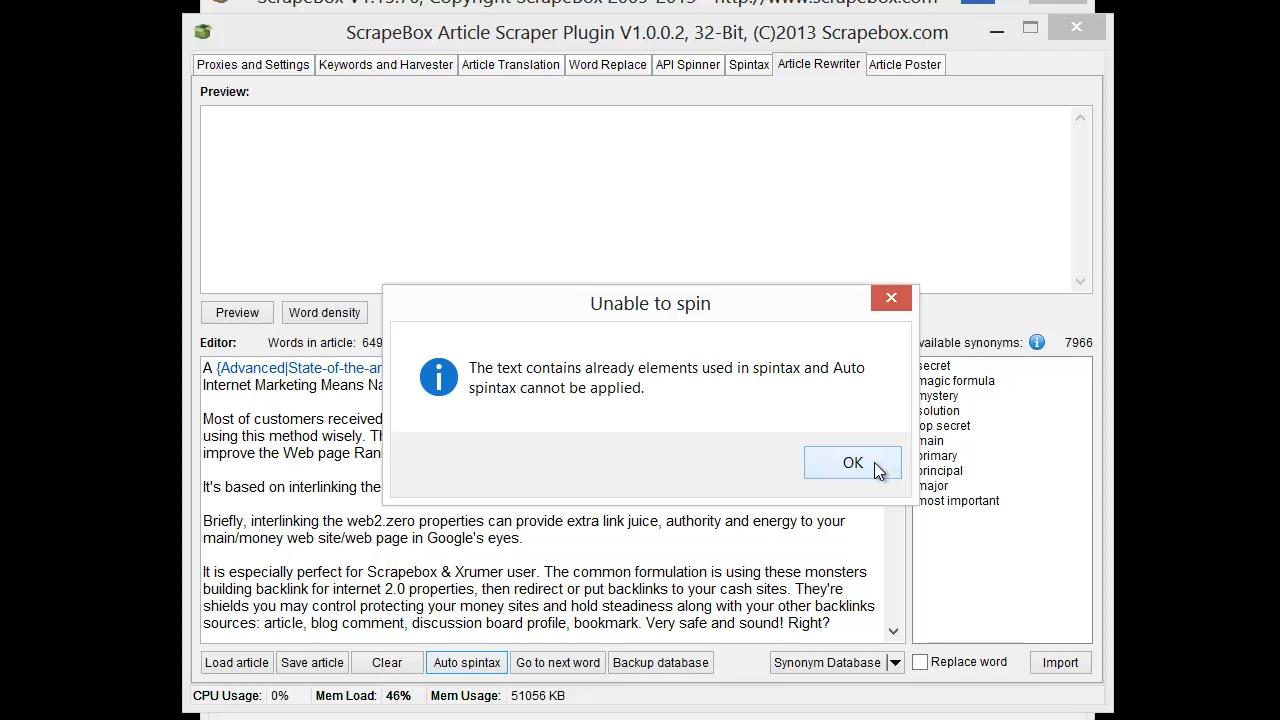 ScrapeBox Article Scraper Plugin V1.0.0.2, 32-Bit, (C)2013 Scrapebox.com
Proxies and Settings Keywords and Harvester Article Translation Word Replace API Spinner Spintax Article Rewriter Article Poster
Preview:
Preview Word density
Unable to spin
The text contains already elements used in spintax and Auto
spintax cannot be applied.
OK
Editor: Words in article: 649
vailable synonyms: 7966
A {Advanced|State-of-the-ar
Internet Marketing Means Na
Most of customers received
using this method wisely. Th
improve the Web page Ran
It's based on interlinking the
Briefly, interlinking the web2.zero properties can provide extra link juice, authority and energy to your
main/money web site/web page in Google's eyes.
It is especially perfect for Scrapebox & Xrumer user. The common formulation is using these monsters
building backlink for internet 2.0 properties, then redirect or put backlinks to your cash sites. They're
shields you may control protecting your money sites and hold steadiness along with your other backlinks
sources: article, blog comment, discussion board profile, bookmark. Very safe and sound! Right?
secret
magic formula
mystery
solution
op secret
main
primary
principal
major
most important
Load article Save article Clear Auto spintax Go to next word Backup database Synonym Database Replace word Import
CPU Usage: 0% Mem Load: 46% Mem Usage: 51056 KB